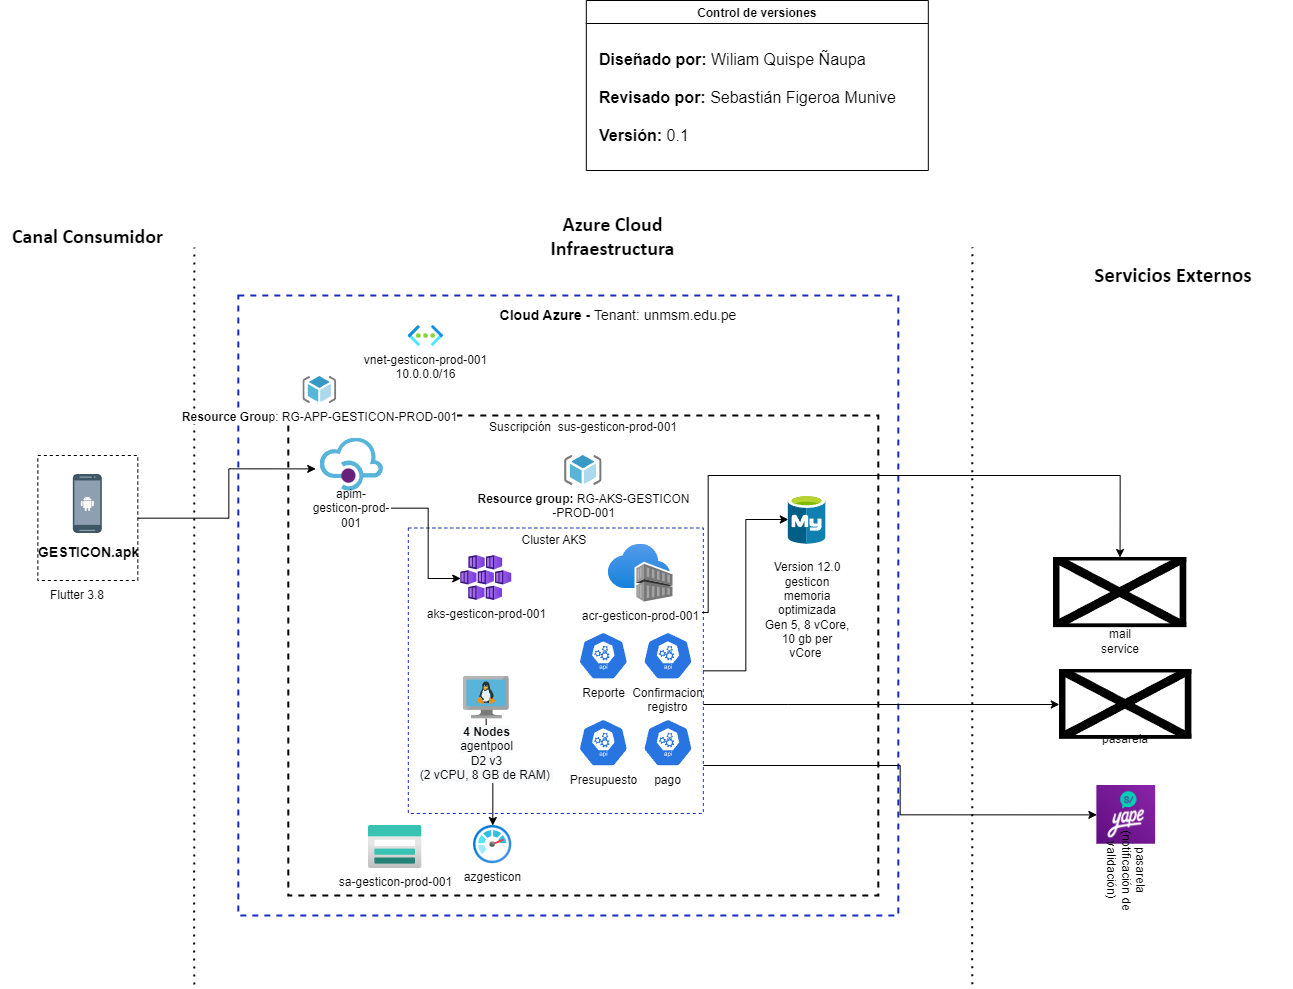 Control de versiones
Diseñado por: Wiliam Quispe Ñaupa
Revisado por: Sebastián Figeroa Munive
Versión: 0.1
Canal Consumidor
Azure Cloud
Infraestructura
Servicios Externos
Cloud Azure - Tenant: unmsm.edu.pe
vnet-gesticon-prod-001
10.0.0.0/16
Resource Group: RG-APP-GESTICON-PROD-001
Suscripción sus-gesticon-prod-001
apim-
gesticon-prod-
001
Resource group: RG-AKS-GESTICON
-PROD-001
GESTICON.apk
Flutter 3.8
Cluster AKS
aks-gesticon-prod-001
acr-gesticon-prod-001
My
Version 12.0
gesticon
memoria
optimizada
Gen 5, 8 vCore,
10 gb per
vCore
api
Reporte
api
Confirmacion
registro
api
Presupuesto
api
pago
4 Nodes
agentpool
D2 v3
(2 vCPU, 8 GB de RAM)
sa-gesticon-prod-001
azgesticon
mail
service
pasarela
yape
pasarela
(notificación de
validación)